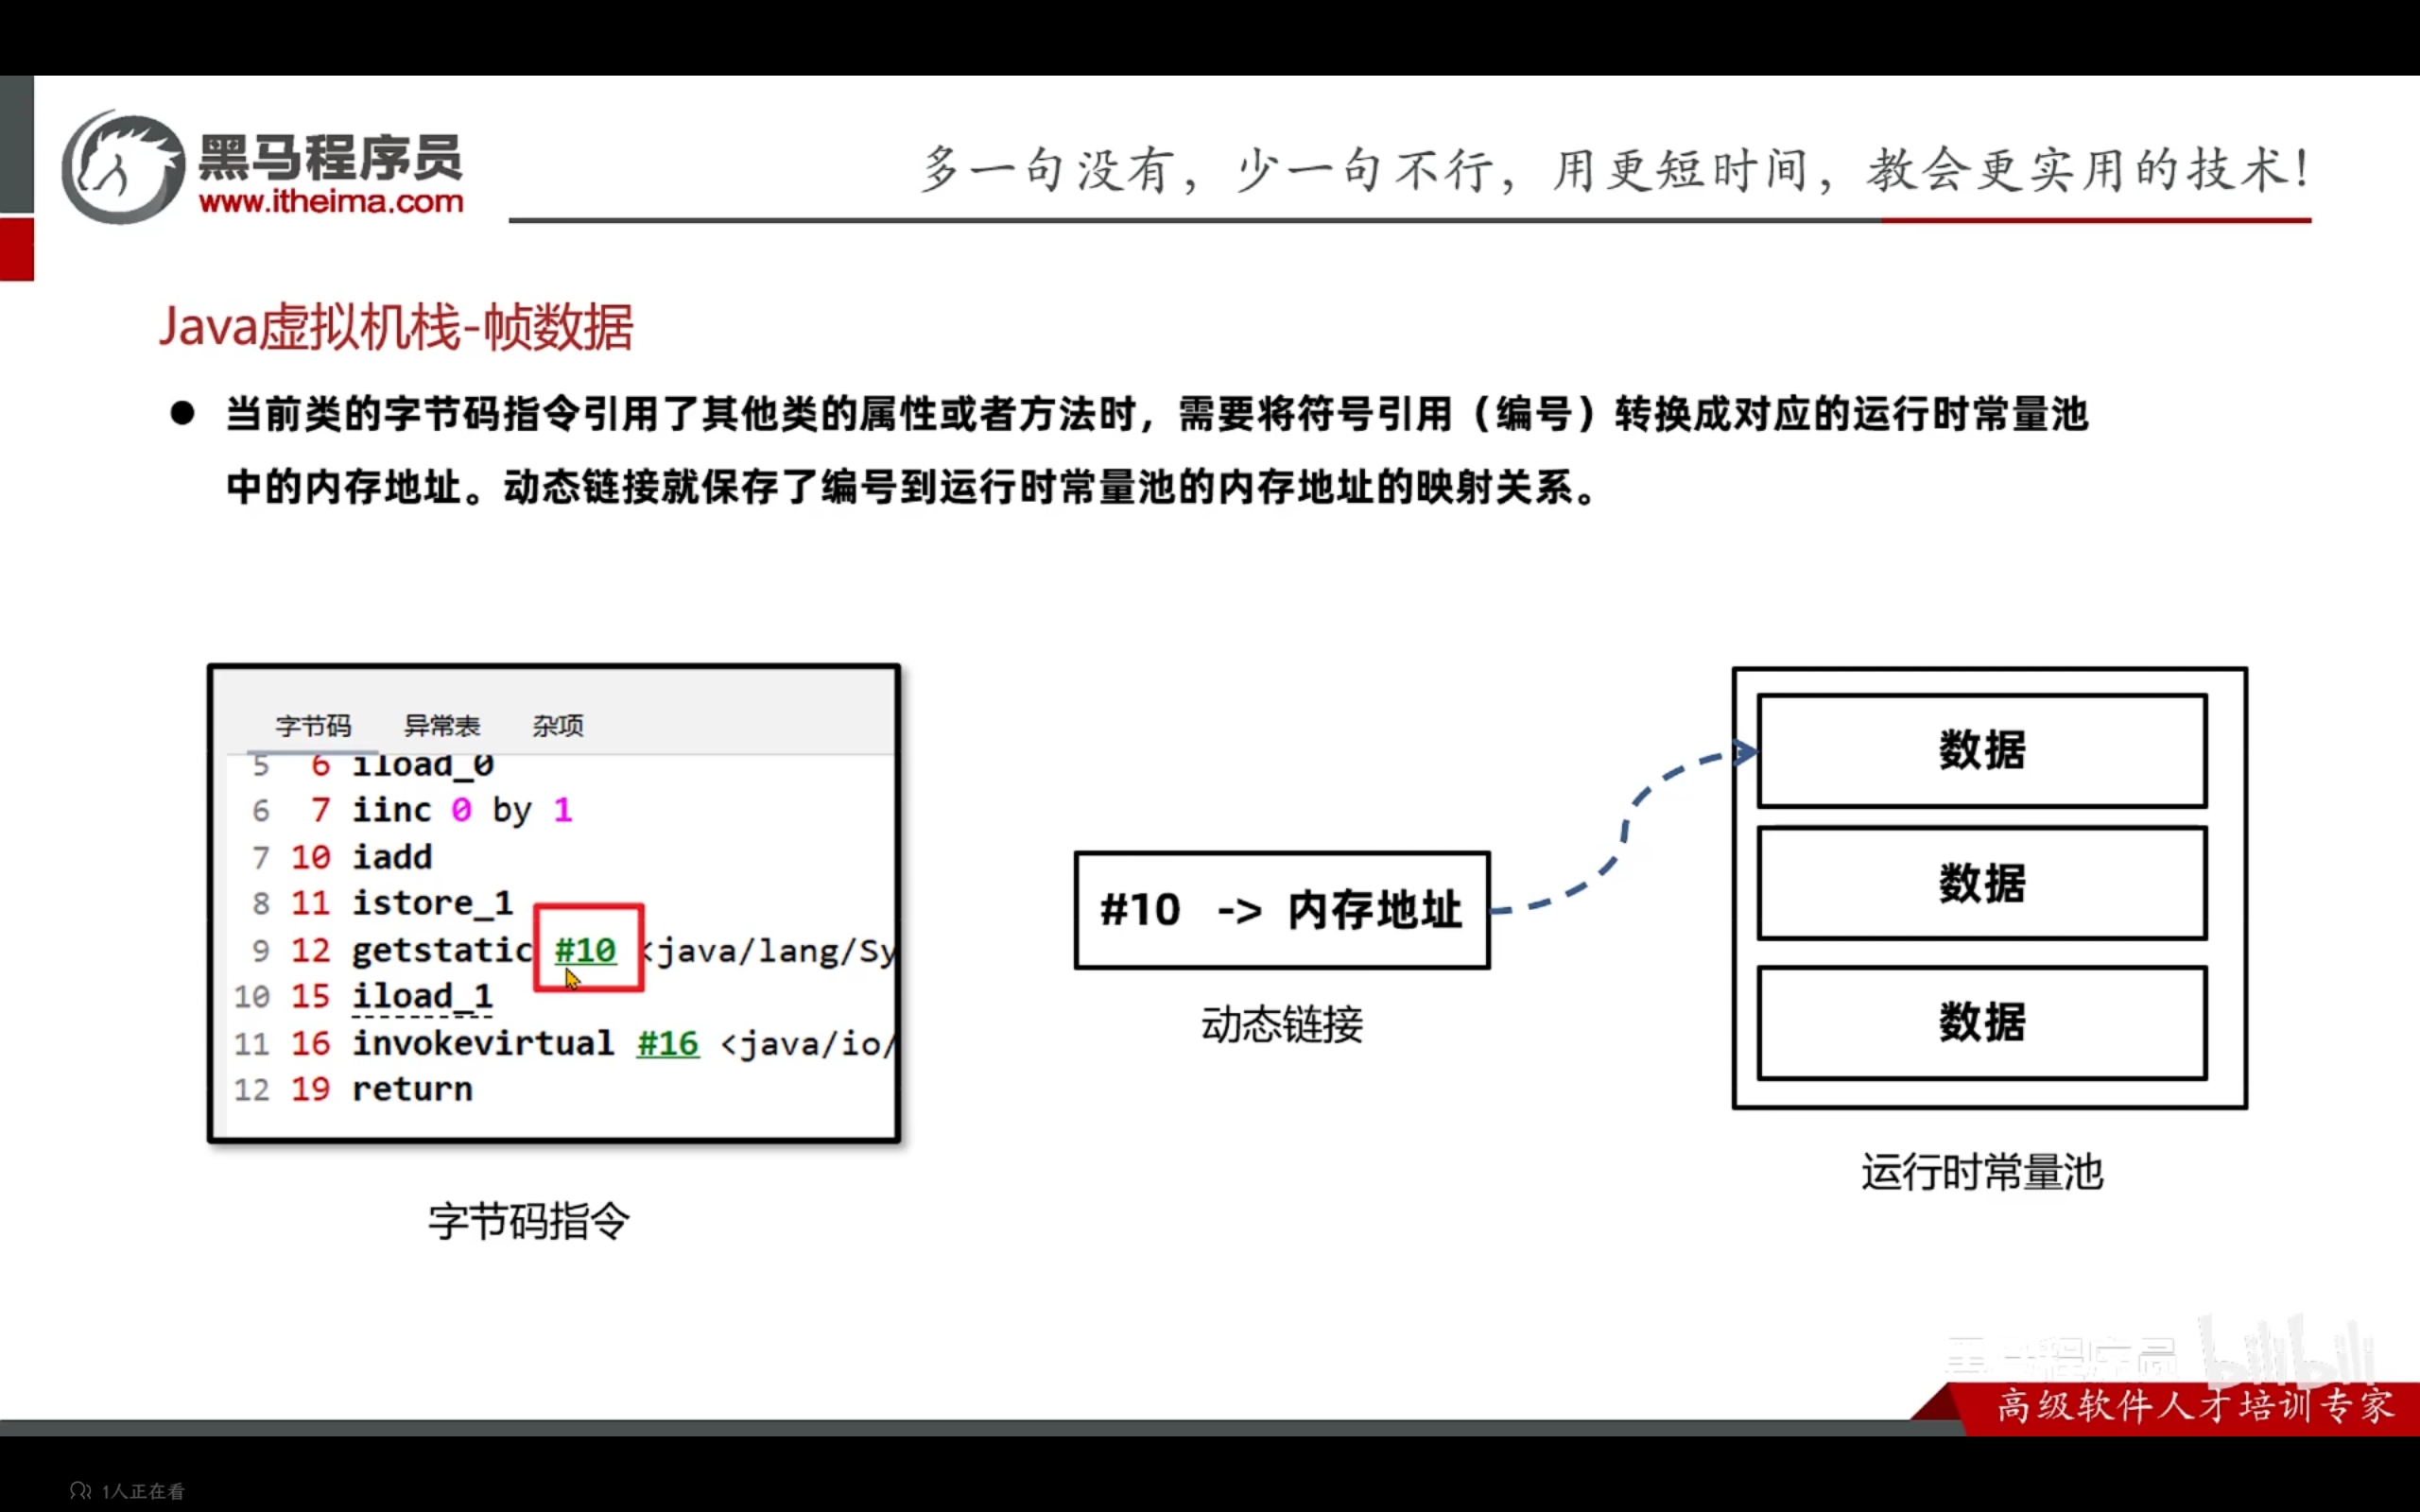 黑马程序员
www.itheima.com
多一句没有，少一句不行，用更短时间，教会更实用的技术！
Java虚拟机栈-帧数据
● 当前类的字节码指令引用了其他类的属性或者方法时，需要将符号引用（编号）转换成对应的运行时常量池
中的内存地址。动态链接就保存了编号到运行时常量池的内存地址的映射关系。
字节码 异常表 杂项
5 6 iload_0
6 7 iinc 0 by 1
7 10 iadd
8 11 istore_1
9 12 getstatic #10 <java/lang/Sy
10 15 iload_1
11 16 invokevirtual #16 <java/io/
12 19 return
字节码指令
#10 -> 内存地址
动态链接
数据
数据
数据
运行时常量池
黑马程序员 bilibili
高级软件人才培训专家
1人正在看